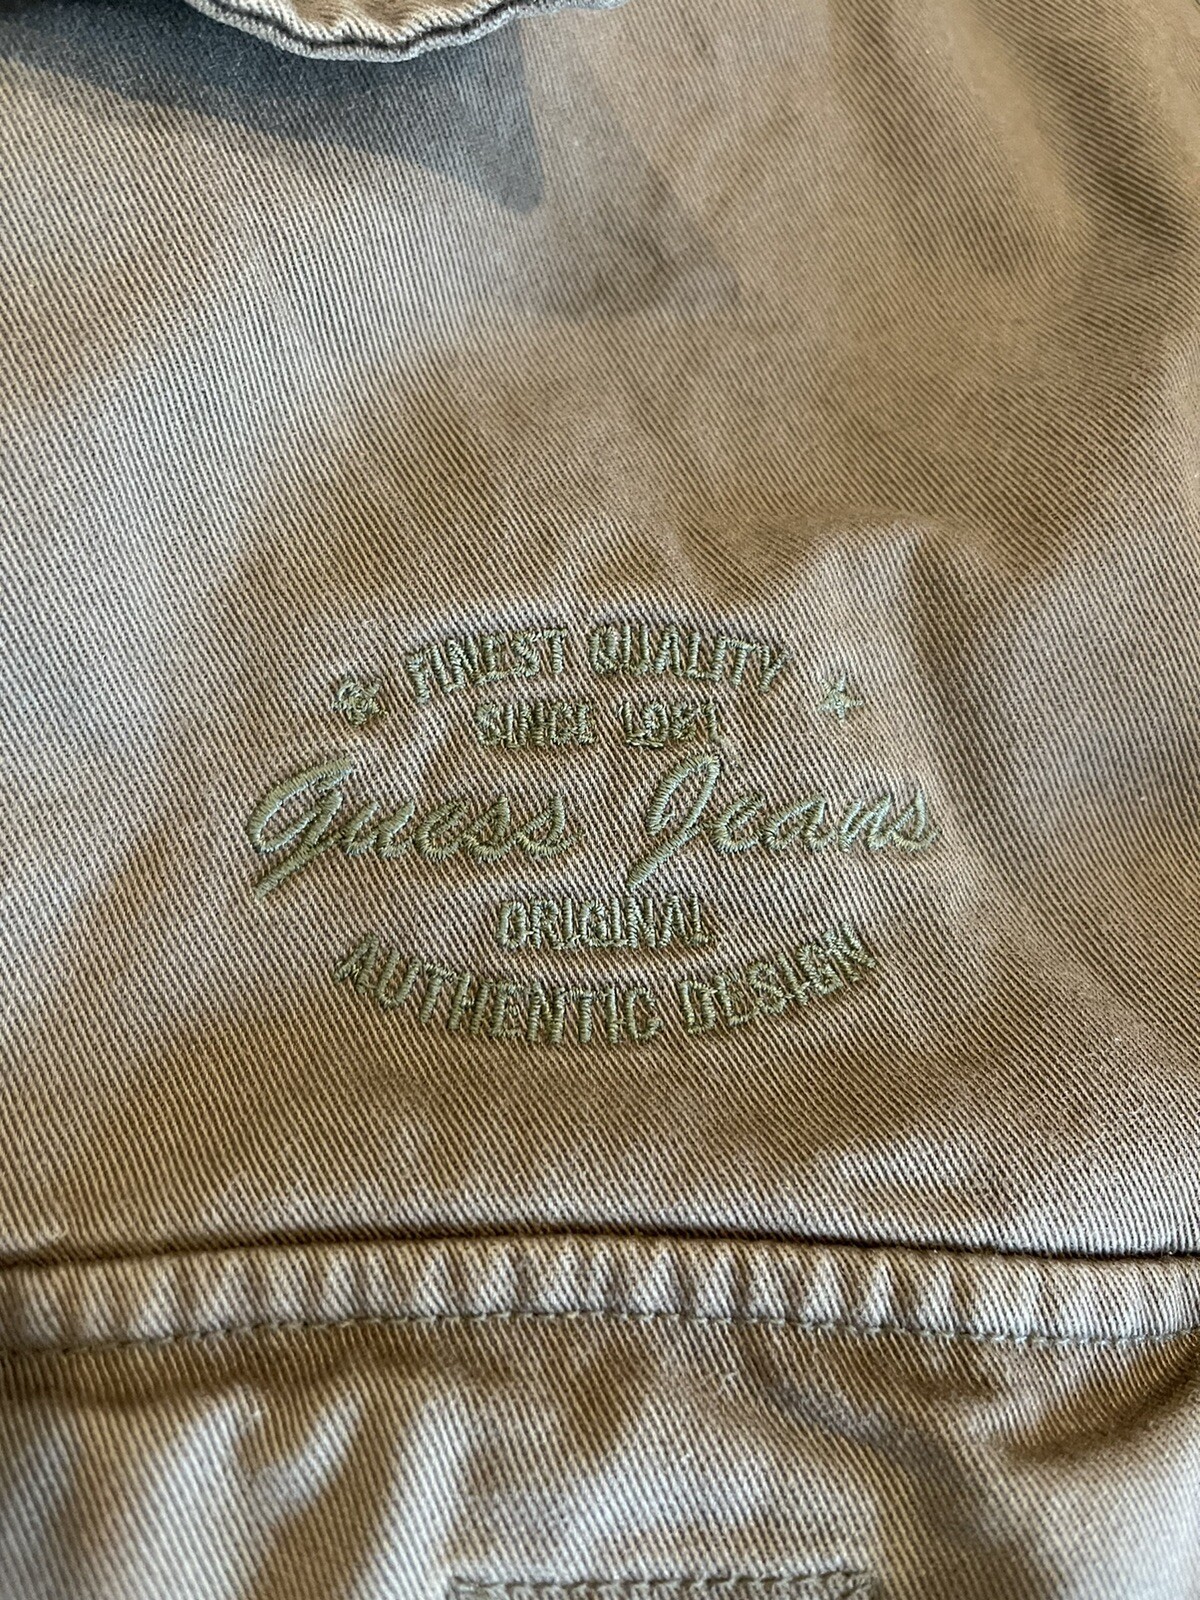 FINEST QUALITY
SINCE 1981
Guess Jeans
ORIGINAL
AUTHENTIC DESIGN